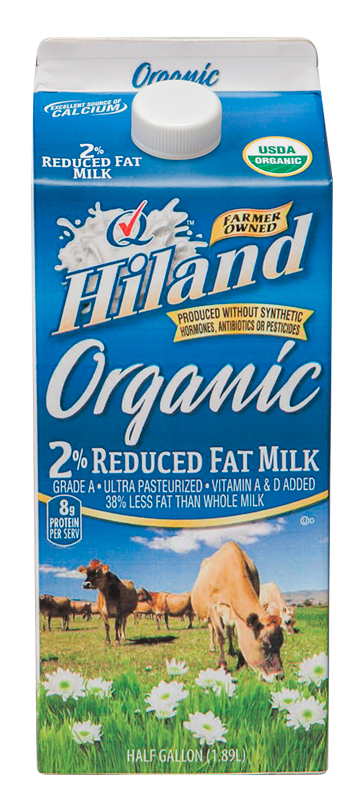 Organic
EXCELLENT SOURCE OF
CALCIUM
2%
REDUCED FAT
MILK
USDA
ORGANIC
FARMER
OWNED
Hiland
TM
PRODUCED WITHOUT SYNTHETIC
HORMONES, ANTIBIOTICS OR PESTICIDES
Organic
2% REDUCED FAT MILK
GRADE A • ULTRA PASTEURIZED • VITAMIN A & D ADDED
38% LESS FAT THAN WHOLE MILK
8g
PROTEIN
PER SERV
UD
HALF GALLON (1.89L)